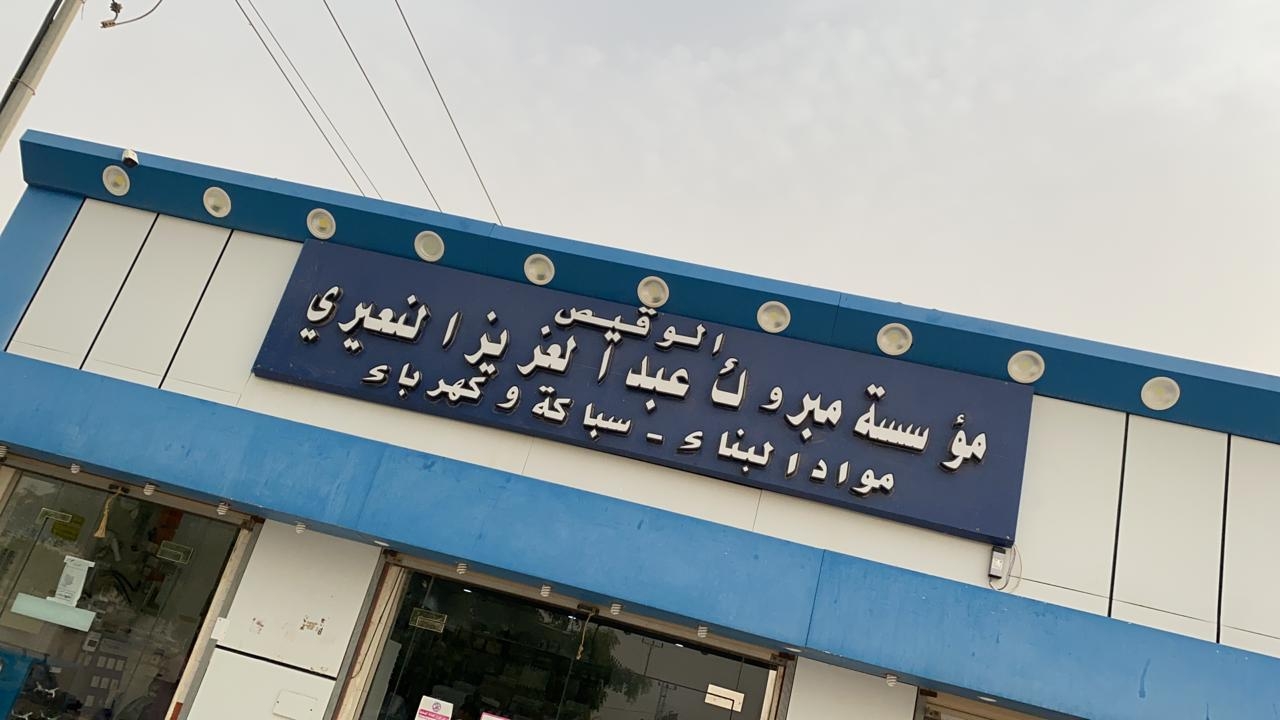 الوقيص
مؤسسة مبروك عبدالعزيز النعيري
مواد البناء - سباكة وكهرباء